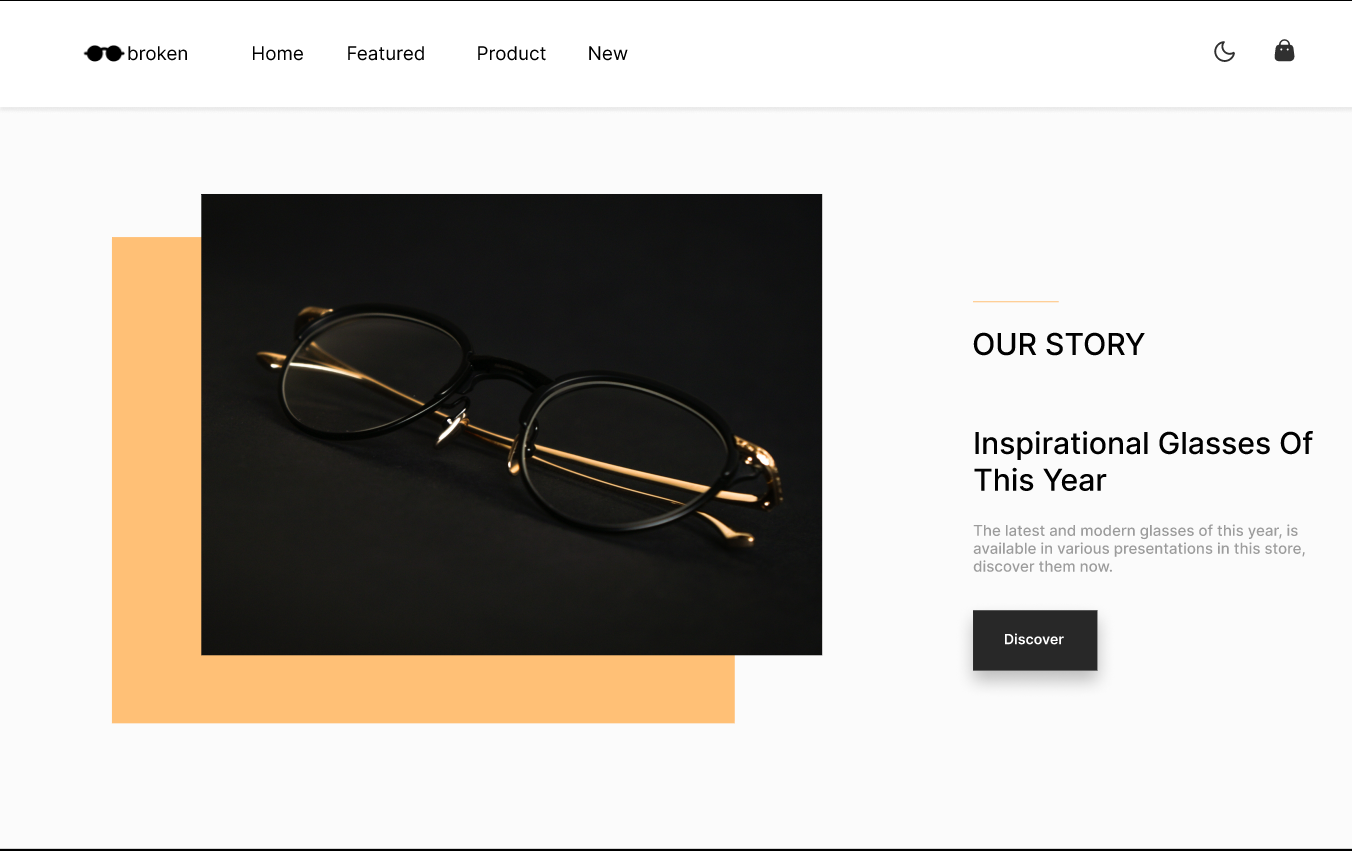 broken Home Featured Product New
OUR STORY
Inspirational Glasses Of
This Year
The latest and modern glasses of this year, is
available in various presentations in this store,
discover them now.
Discover